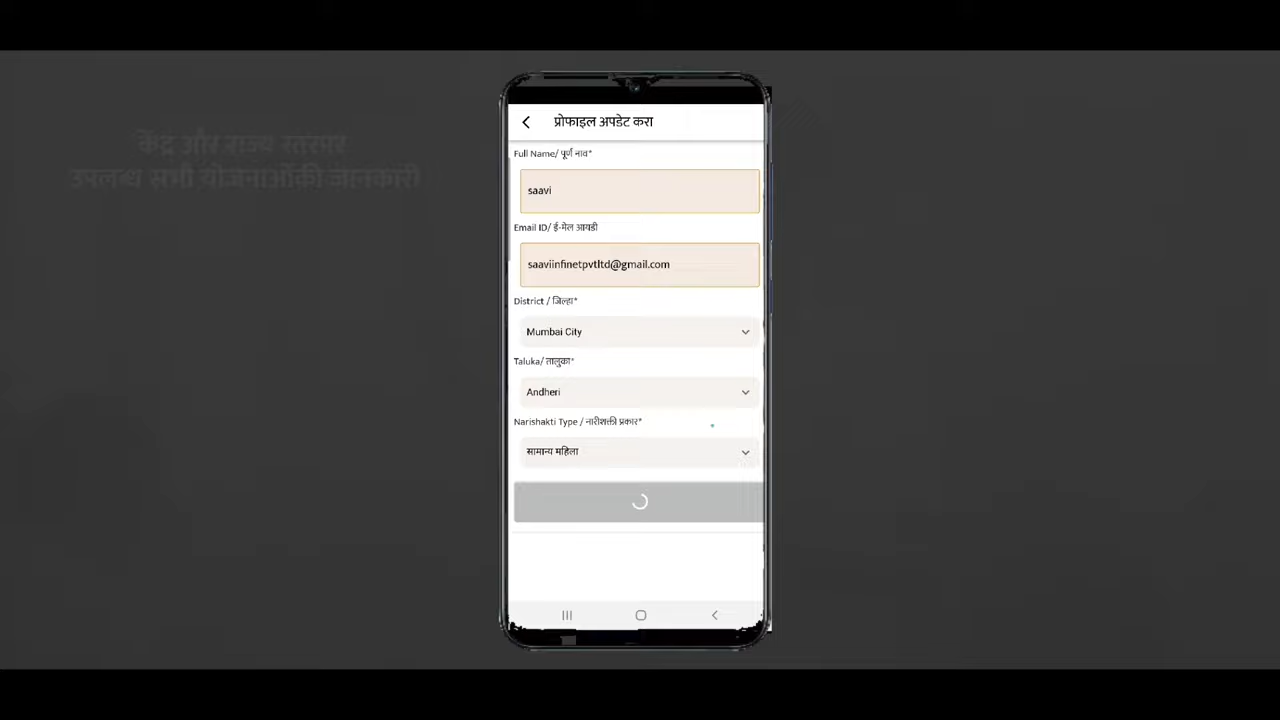 केंद्र और राज्य स्तरपर
उपलब्ध सभी योजनाओंकी जानकारी
प्रोफाइल अपडेट करा
Full Name/ पूर्ण नाव*
saavi
Email ID/ ई-मेल आयडी
saaviinfinetpvtltd@gmail.com
District / जिल्हा*
Mumbai City
Taluka/ तालुका*
Andheri
Narishakti Type / नारीशक्ती प्रकार*
सामान्य महिला